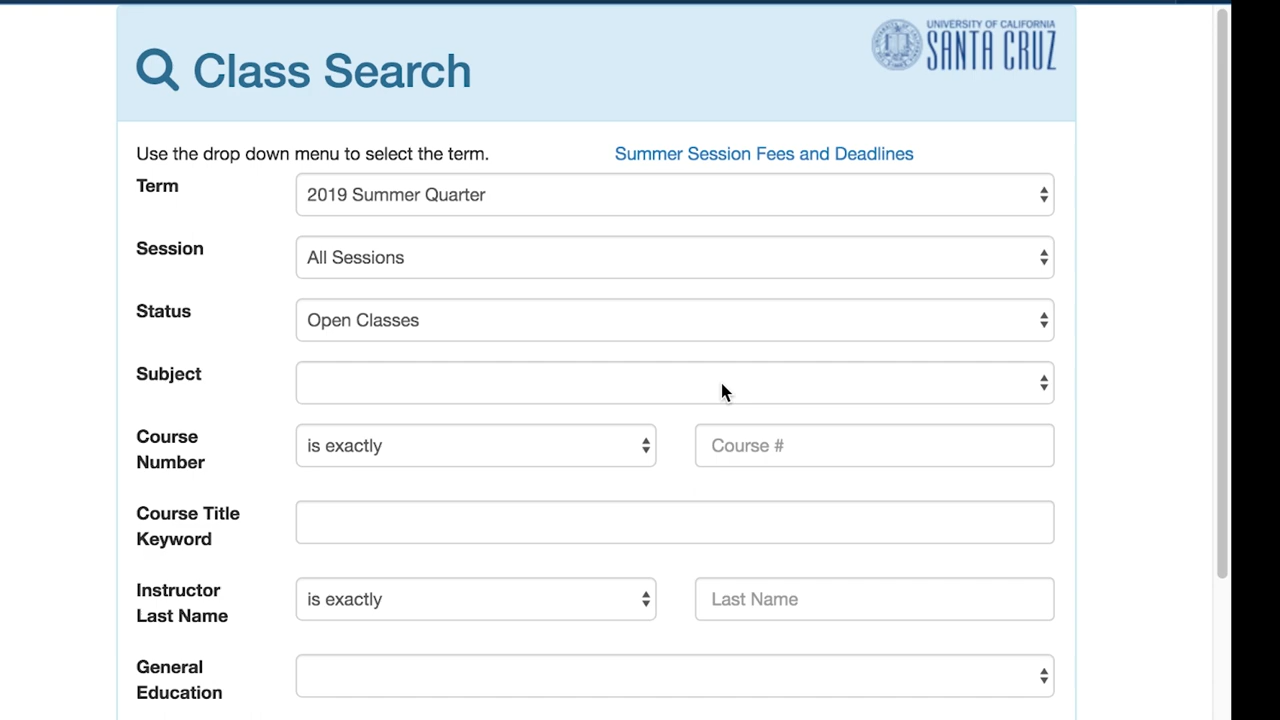 UNIVERSITY OF CALIFORNIA
SANTA CRUZ
Class Search
Use the drop down menu to select the term.
Summer Session Fees and Deadlines
Term
2019 Summer Quarter
Session
All Sessions
Status
Open Classes
Subject
Course
Number
is exactly
Course #
Course Title
Keyword
Instructor
Last Name
is exactly
Last Name
General
Education